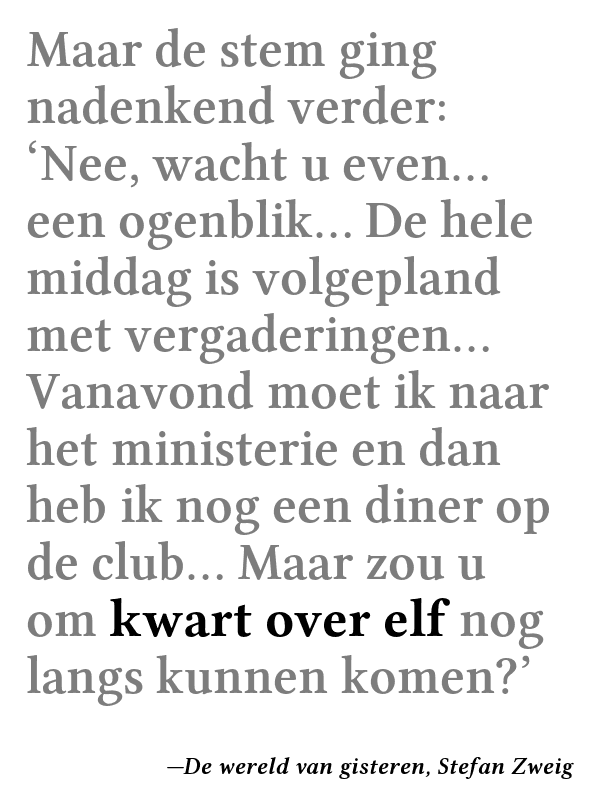 Maar de stem ging
nadenkend verder:
‘Nee, wacht u even…
een ogenblik… De hele
middag is volgepland
met vergaderingen…
Vanavond moet ik naar
het ministerie en dan
heb ik nog een diner op
de club… Maar zou u
om kwart over elf nog
langs kunnen komen?’
—De wereld van gisteren, Stefan Zweig